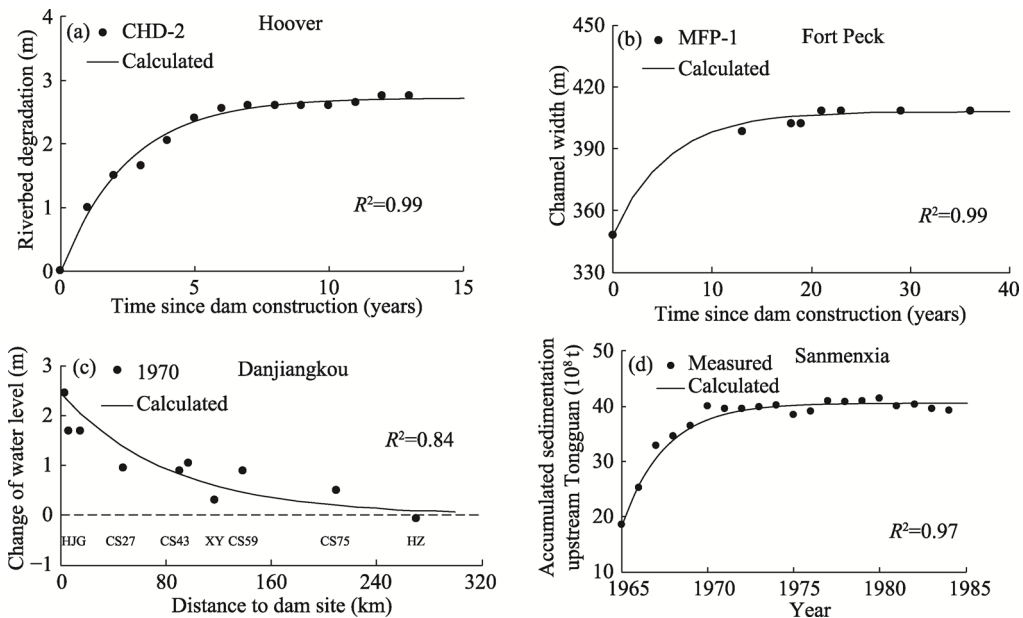 (a)
Hoover
CHD-2
Calculated
R²=0.99
Riverbed degradation (m)
4
3
2
1
0
0
5
10
15
Time since dam construction (years)
(b)
Fort Peck
MFP-1
Calculated
R²=0.99
Channel width (m)
450
420
390
360
330
0
10
20
30
40
Time since dam construction (years)
(c)
Danjiangkou
1970
Calculated
R²=0.84
Change of water level (m)
3
2
1
0
−1
HJG CS27 CS43 XY CS59 CS75 HZ
0
80
160
240
320
Distance to dam site (km)
(d)
Sanmenxia
Measured
Calculated
R²=0.97
Accumulated sedimentation
upstream Tongguan (10⁸ t)
50
40
30
20
10
1965
1970
1975
1980
1985
Year